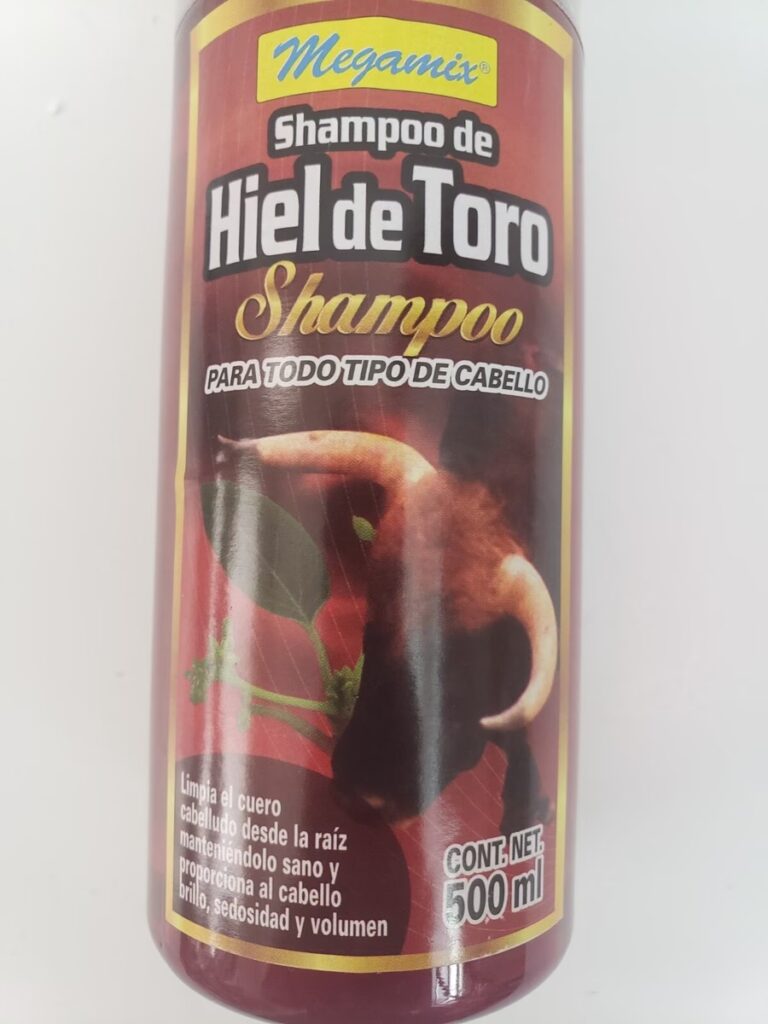 Megamix®
Shampoo de
Hiel de Toro
Shampoo
PARA TODO TIPO DE CABELLO
Limpia el cuero
cabelludo desde la raíz
manteniéndolo sano y
proporciona al cabello
brillo, sedosidad y volumen
CONT. NET.
500 ml